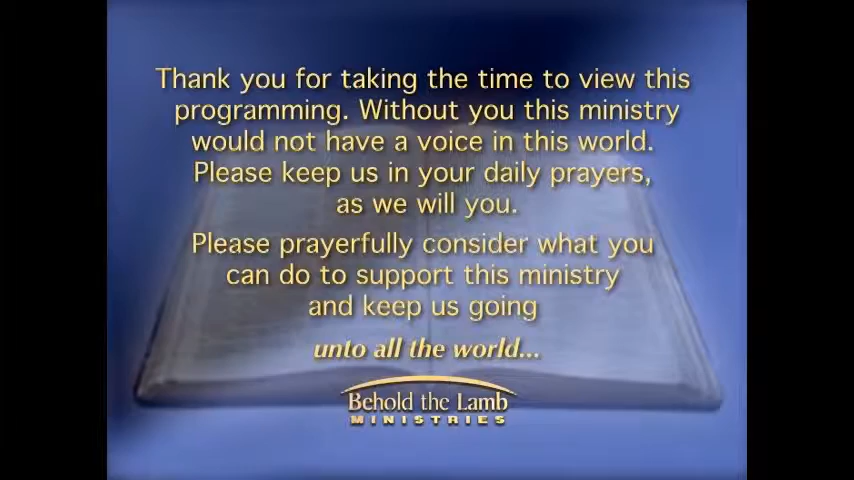 Thank you for taking the time to view this
programming. Without you this ministry
would not have a voice in this world.
Please keep us in your daily prayers,
as we will you.
Please prayerfully consider what you
can do to support this ministry
and keep us going
unto all the world...
Behold the Lamb
MINISTRIES